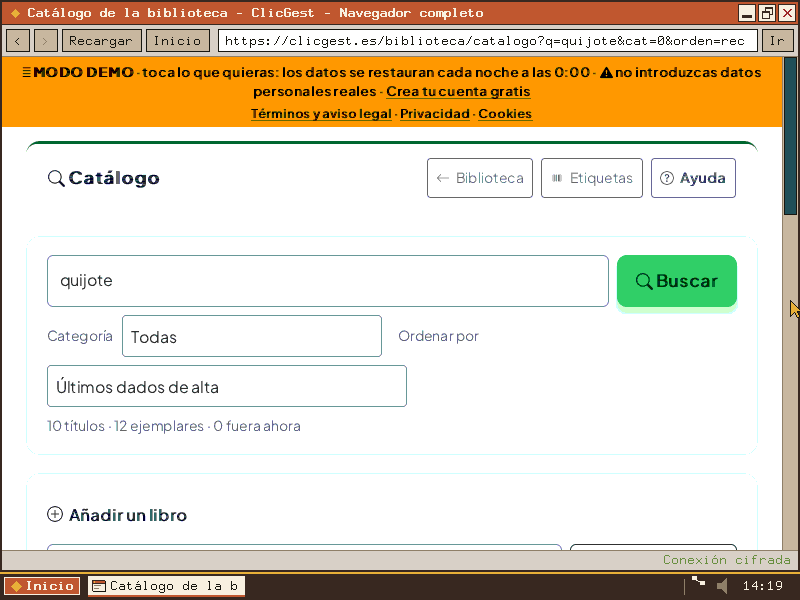 Catálogo de la biblioteca - ClicGest - Navegador completo
< > Recargar Inicio https://clicgest.es/biblioteca/catalogo?q=quijote&cat=0&orden=rec Ir
MODO DEMO · toca lo que quieras: los datos se restauran cada noche a las 0:00 · ⚠ no introduzcas datos
personales reales · Crea tu cuenta gratis
Términos y aviso legal · Privacidad · Cookies
Catálogo
← Biblioteca
Etiquetas
Ayuda
quijote
Buscar
Categoría Todas Ordenar por
Últimos dados de alta
10 títulos · 12 ejemplares · 0 fuera ahora
Añadir un libro
Conexión cifrada
Inicio Catálogo de la b 14:19